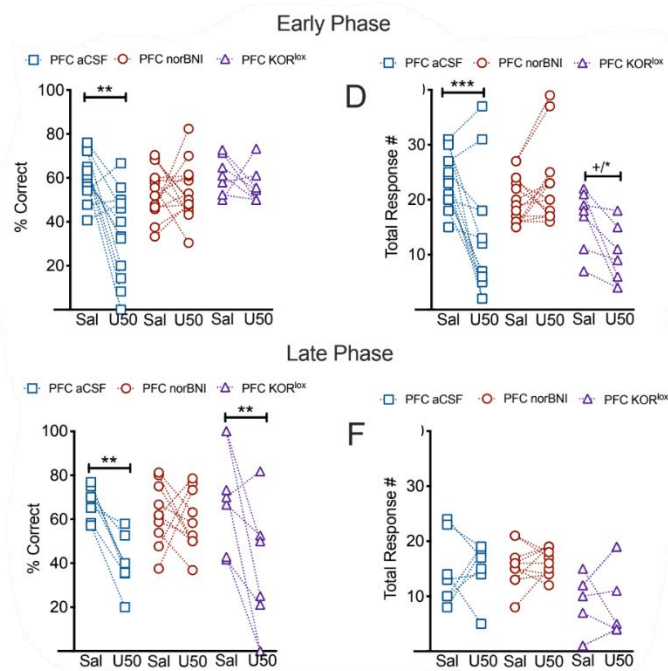 Early Phase
PFC aCSF PFC norBNI PFC KORlox
**
100
80
60
40
20
% Correct
Sal U50 Sal U50 Sal U50
D
PFC aCSF PFC norBNI PFC KORlox
***
+/*
30
20
10
Total Response #
Sal U50 Sal U50 Sal U50
Late Phase
PFC aCSF PFC norBNI PFC KORlox
**
**
100
80
60
40
20
% Correct
Sal U50 Sal U50 Sal U50
F
PFC aCSF PFC norBNI PFC KORlox
20
10
Total Response #
Sal U50 Sal U50 Sal U50